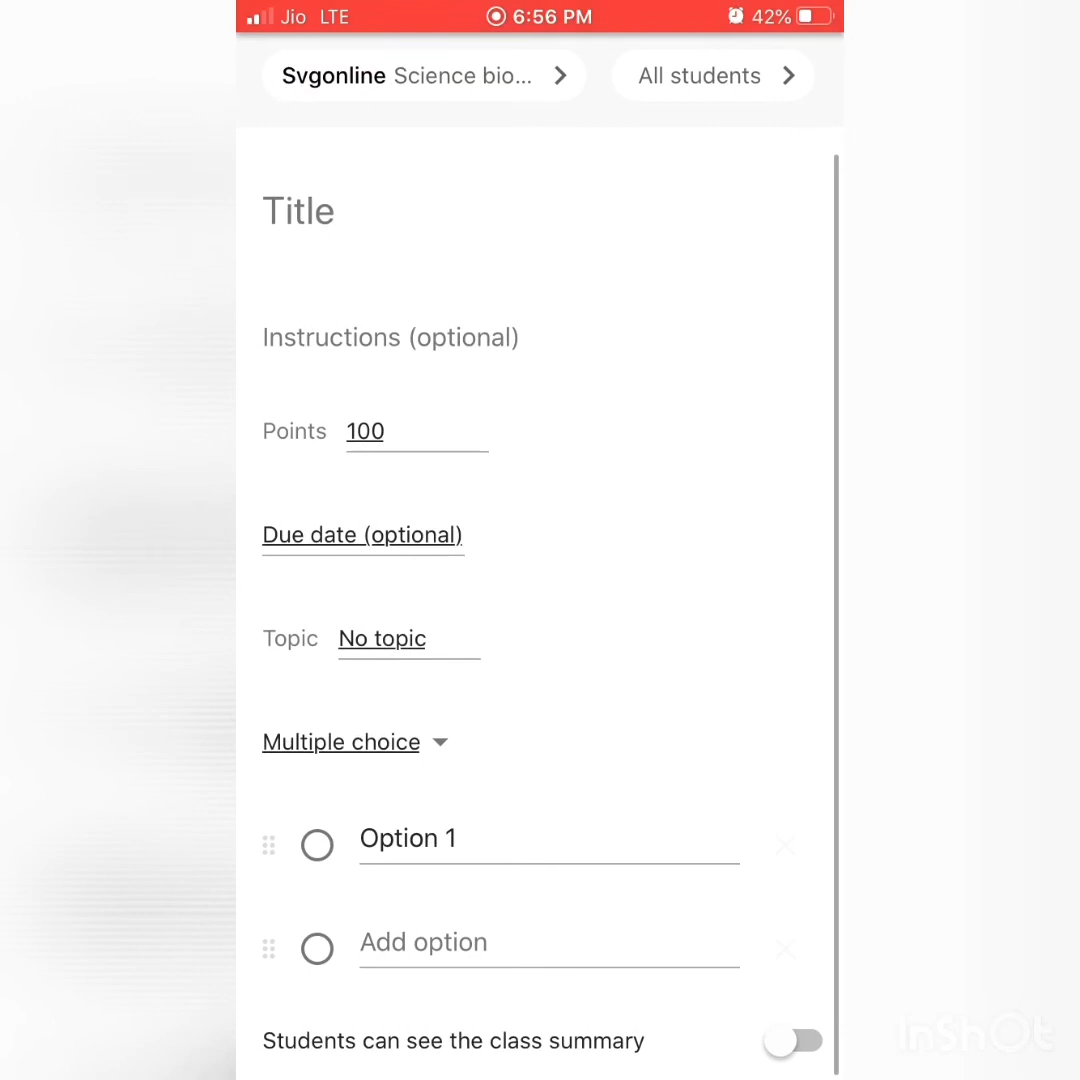 Jio LTE 6:56 PM 42%
Svgonline Science bio... All students
Title
Instructions (optional)
Points 100
Due date (optional)
Topic No topic
Multiple choice
Option 1
Add option
Students can see the class summary
InShOt